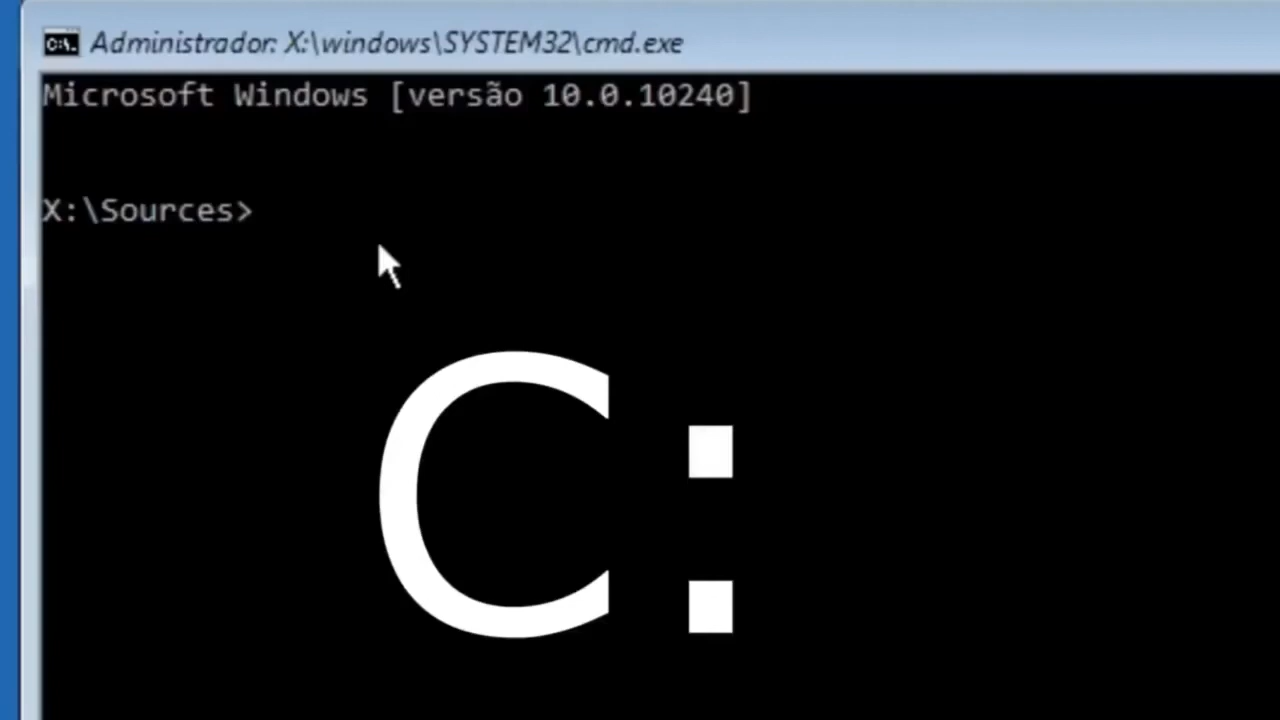 Administrador: X:\windows\SYSTEM32\cmd.exe
Microsoft Windows [versão 10.0.10240]
X:\Sources>
C: